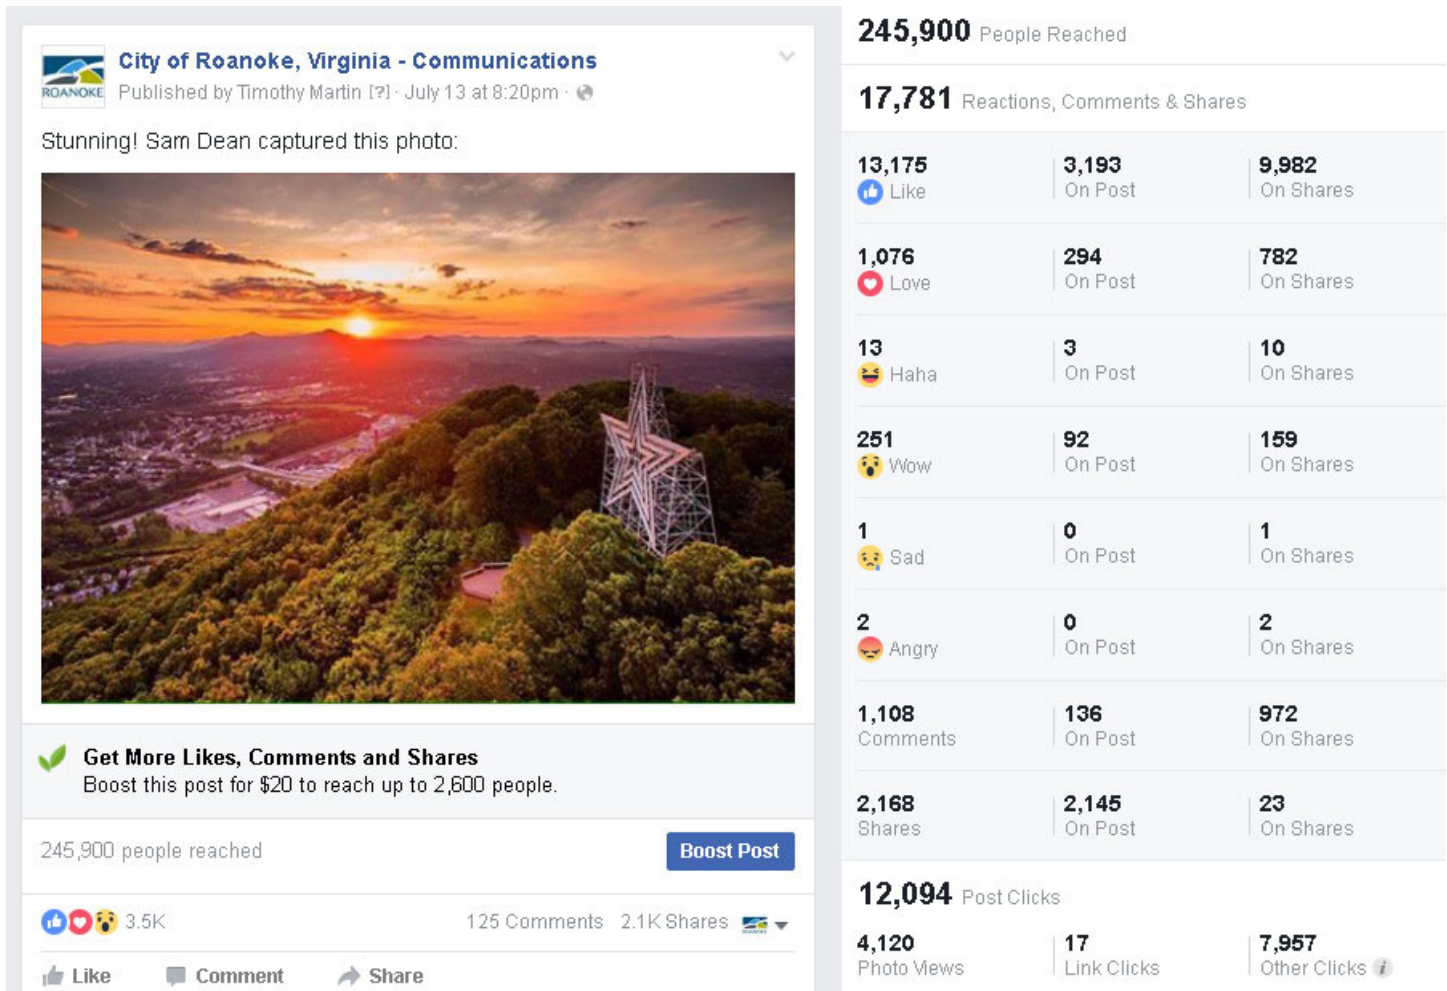 City of Roanoke, Virginia - Communications
ROANOKE
Published by Timothy Martin [?] · July 13 at 8:20pm ·
Stunning! Sam Dean captured this photo:
Get More Likes, Comments and Shares
Boost this post for $20 to reach up to 2,600 people.
245,900 people reached
Boost Post
3.5K
125 Comments 2.1K Shares
Like Comment Share
245,900 People Reached
17,781 Reactions, Comments & Shares
13,175 3,193 9,982
Like On Post On Shares
1,076 294 782
Love On Post On Shares
13 3 10
Haha On Post On Shares
251 92 159
Wow On Post On Shares
1 0 1
Sad On Post On Shares
2 0 2
Angry On Post On Shares
1,108 136 972
Comments On Post On Shares
2,168 2,145 23
Shares On Post On Shares
12,094 Post Clicks
4,120 17 7,957
Photo Views Link Clicks Other Clicks i